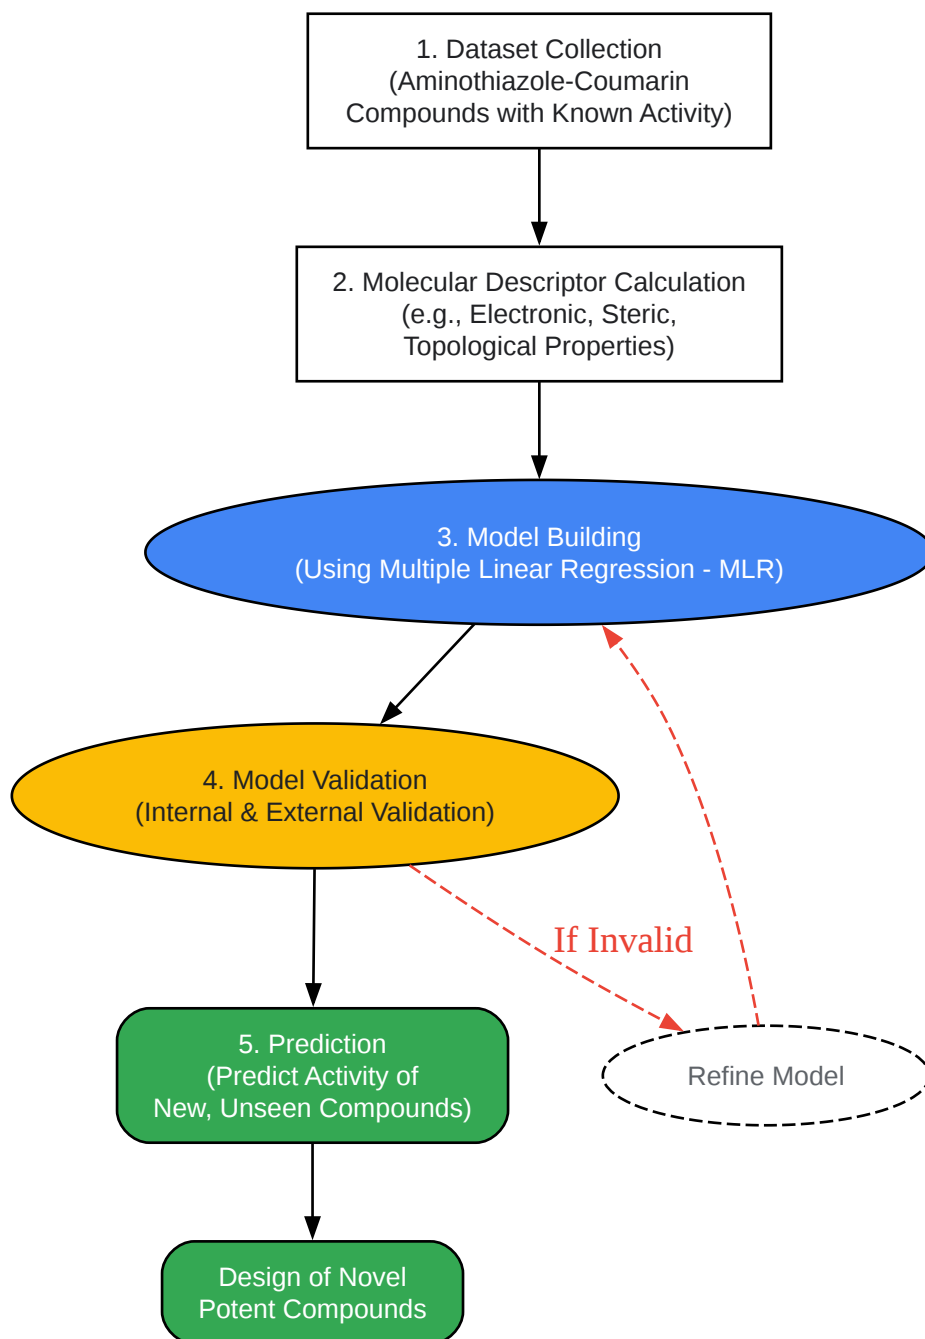 1. Dataset Collection
(Aminothiazole-Coumarin
Compounds with Known Activity)
2. Molecular Descriptor Calculation
(e.g., Electronic, Steric,
Topological Properties)
3. Model Building
(Using Multiple Linear Regression - MLR)
4. Model Validation
(Internal & External Validation)
If Invalid
5. Prediction
(Predict Activity of
New, Unseen Compounds)
Refine Model
Design of Novel
Potent Compounds